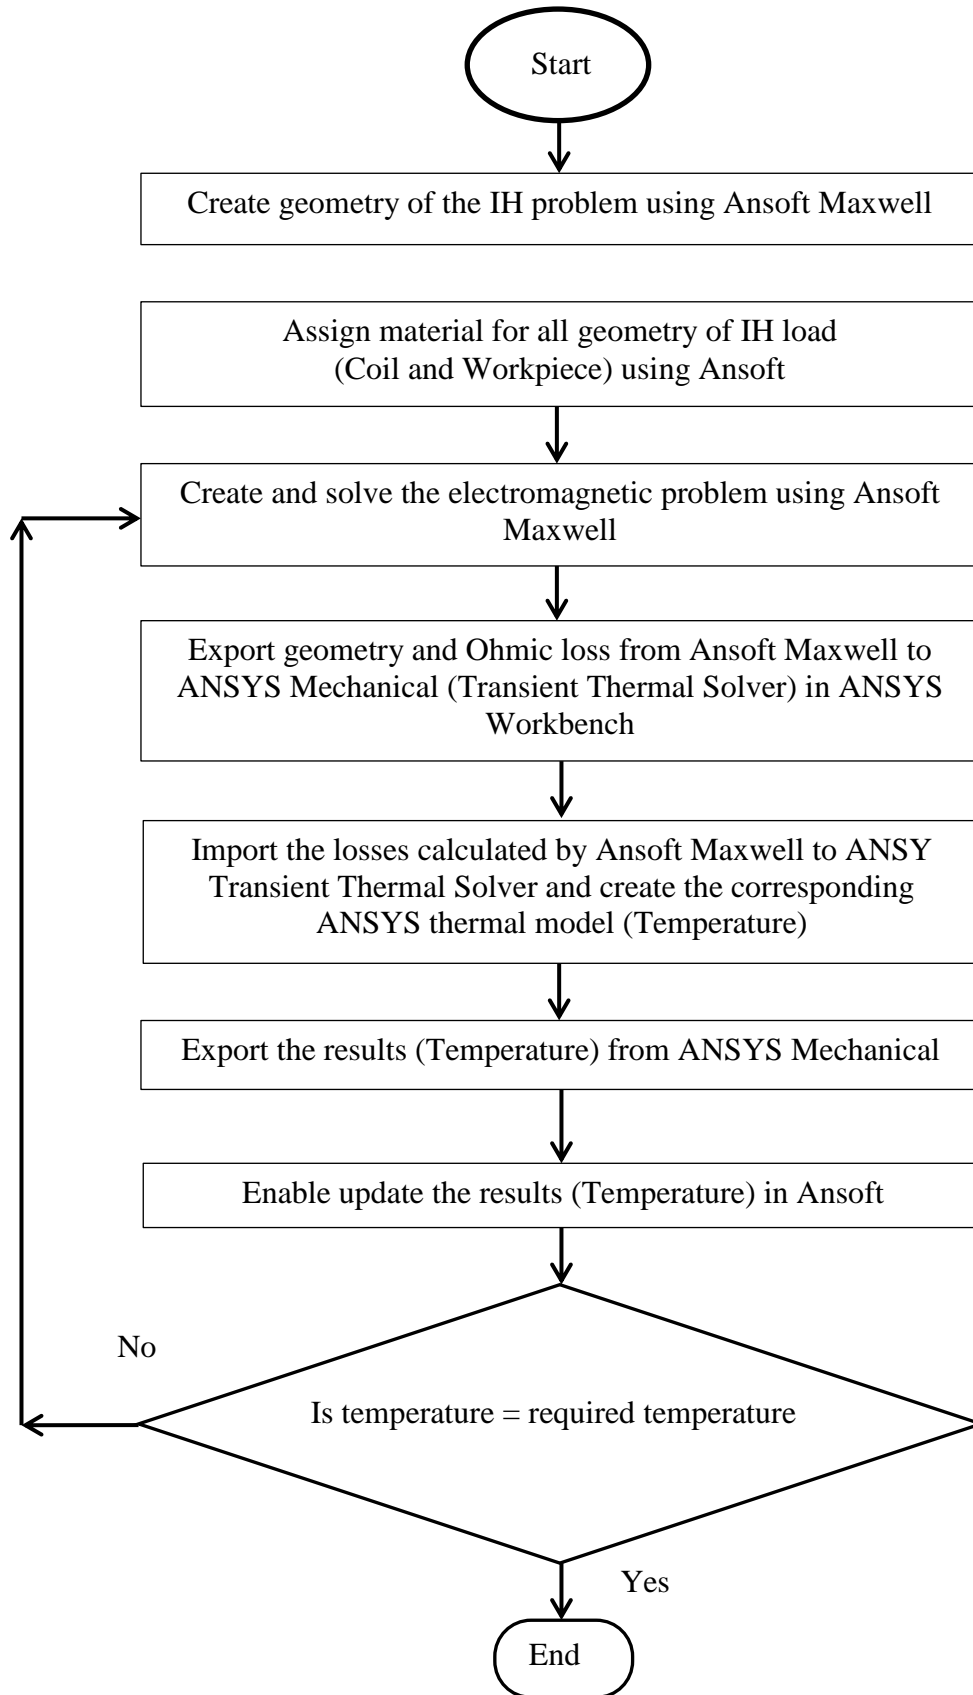 Start
Create geometry of the IH problem using Ansoft Maxwell
Assign material for all geometry of IH load
(Coil and Workpiece) using Ansoft
Create and solve the electromagnetic problem using Ansoft
Maxwell
Export geometry and Ohmic loss from Ansoft Maxwell to
ANSYS Mechanical (Transient Thermal Solver) in ANSYS
Workbench
Import the losses calculated by Ansoft Maxwell to ANSY
Transient Thermal Solver and create the corresponding
ANSYS thermal model (Temperature)
Export the results (Temperature) from ANSYS Mechanical
Enable update the results (Temperature) in Ansoft
No
Is temperature = required temperature
Yes
End